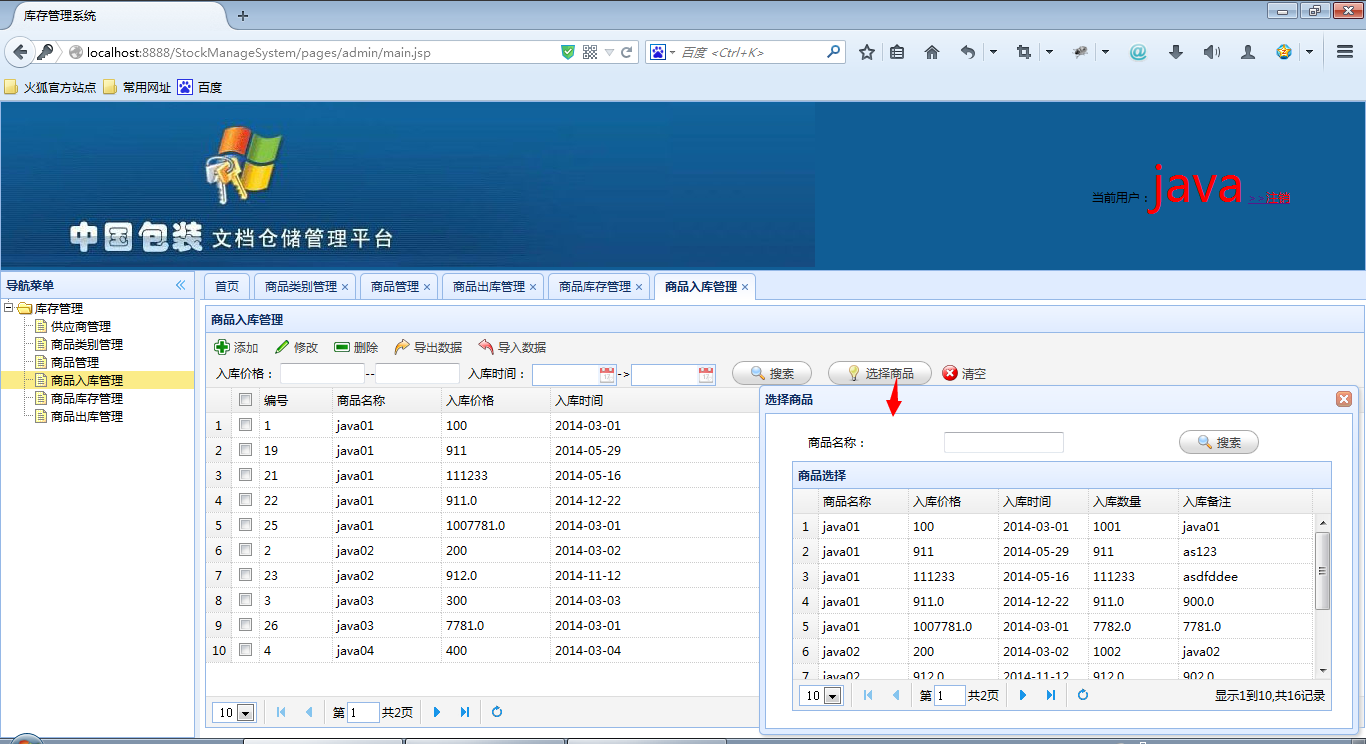 库存管理系统
localhost:8888/StockManageSystem/pages/admin/main.jsp
百度 <Ctrl+K>
火狐官方站点 常用网址 百度
中国包装 文档仓储管理平台
当前用户：java >>注销
导航菜单
库存管理
供应商管理
商品类别管理
商品管理
商品入库管理
商品库存管理
商品出库管理
首页 商品类别管理 商品管理 商品出库管理 商品库存管理 商品入库管理
商品入库管理
添加 修改 删除 导出数据 导入数据
入库价格： -- 入库时间： -> 搜索 选择商品 清空
编号 商品名称 入库价格 入库时间
1 1 java01 100 2014-03-01
2 19 java01 911 2014-05-29
3 21 java01 111233 2014-05-16
4 22 java01 911.0 2014-12-22
5 25 java01 1007781.0 2014-03-01
6 2 java02 200 2014-03-02
7 23 java02 912.0 2014-11-12
8 3 java03 300 2014-03-03
9 26 java03 7781.0 2014-03-01
10 4 java04 400 2014-03-04
10 第 1 共2页
选择商品
商品名称： 搜索
商品选择
商品名称 入库价格 入库时间 入库数量 入库备注
1 java01 100 2014-03-01 1001 java01
2 java01 911 2014-05-29 911 as123
3 java01 111233 2014-05-16 111233 asdfddee
4 java01 911.0 2014-12-22 911.0 900.0
5 java01 1007781.0 2014-03-01 7782.0 7781.0
6 java02 200 2014-03-02 1002 java02
7 java02 912.0 2014-11-12 912.0 902.0
10 第 1 共2页 显示1到10,共16记录